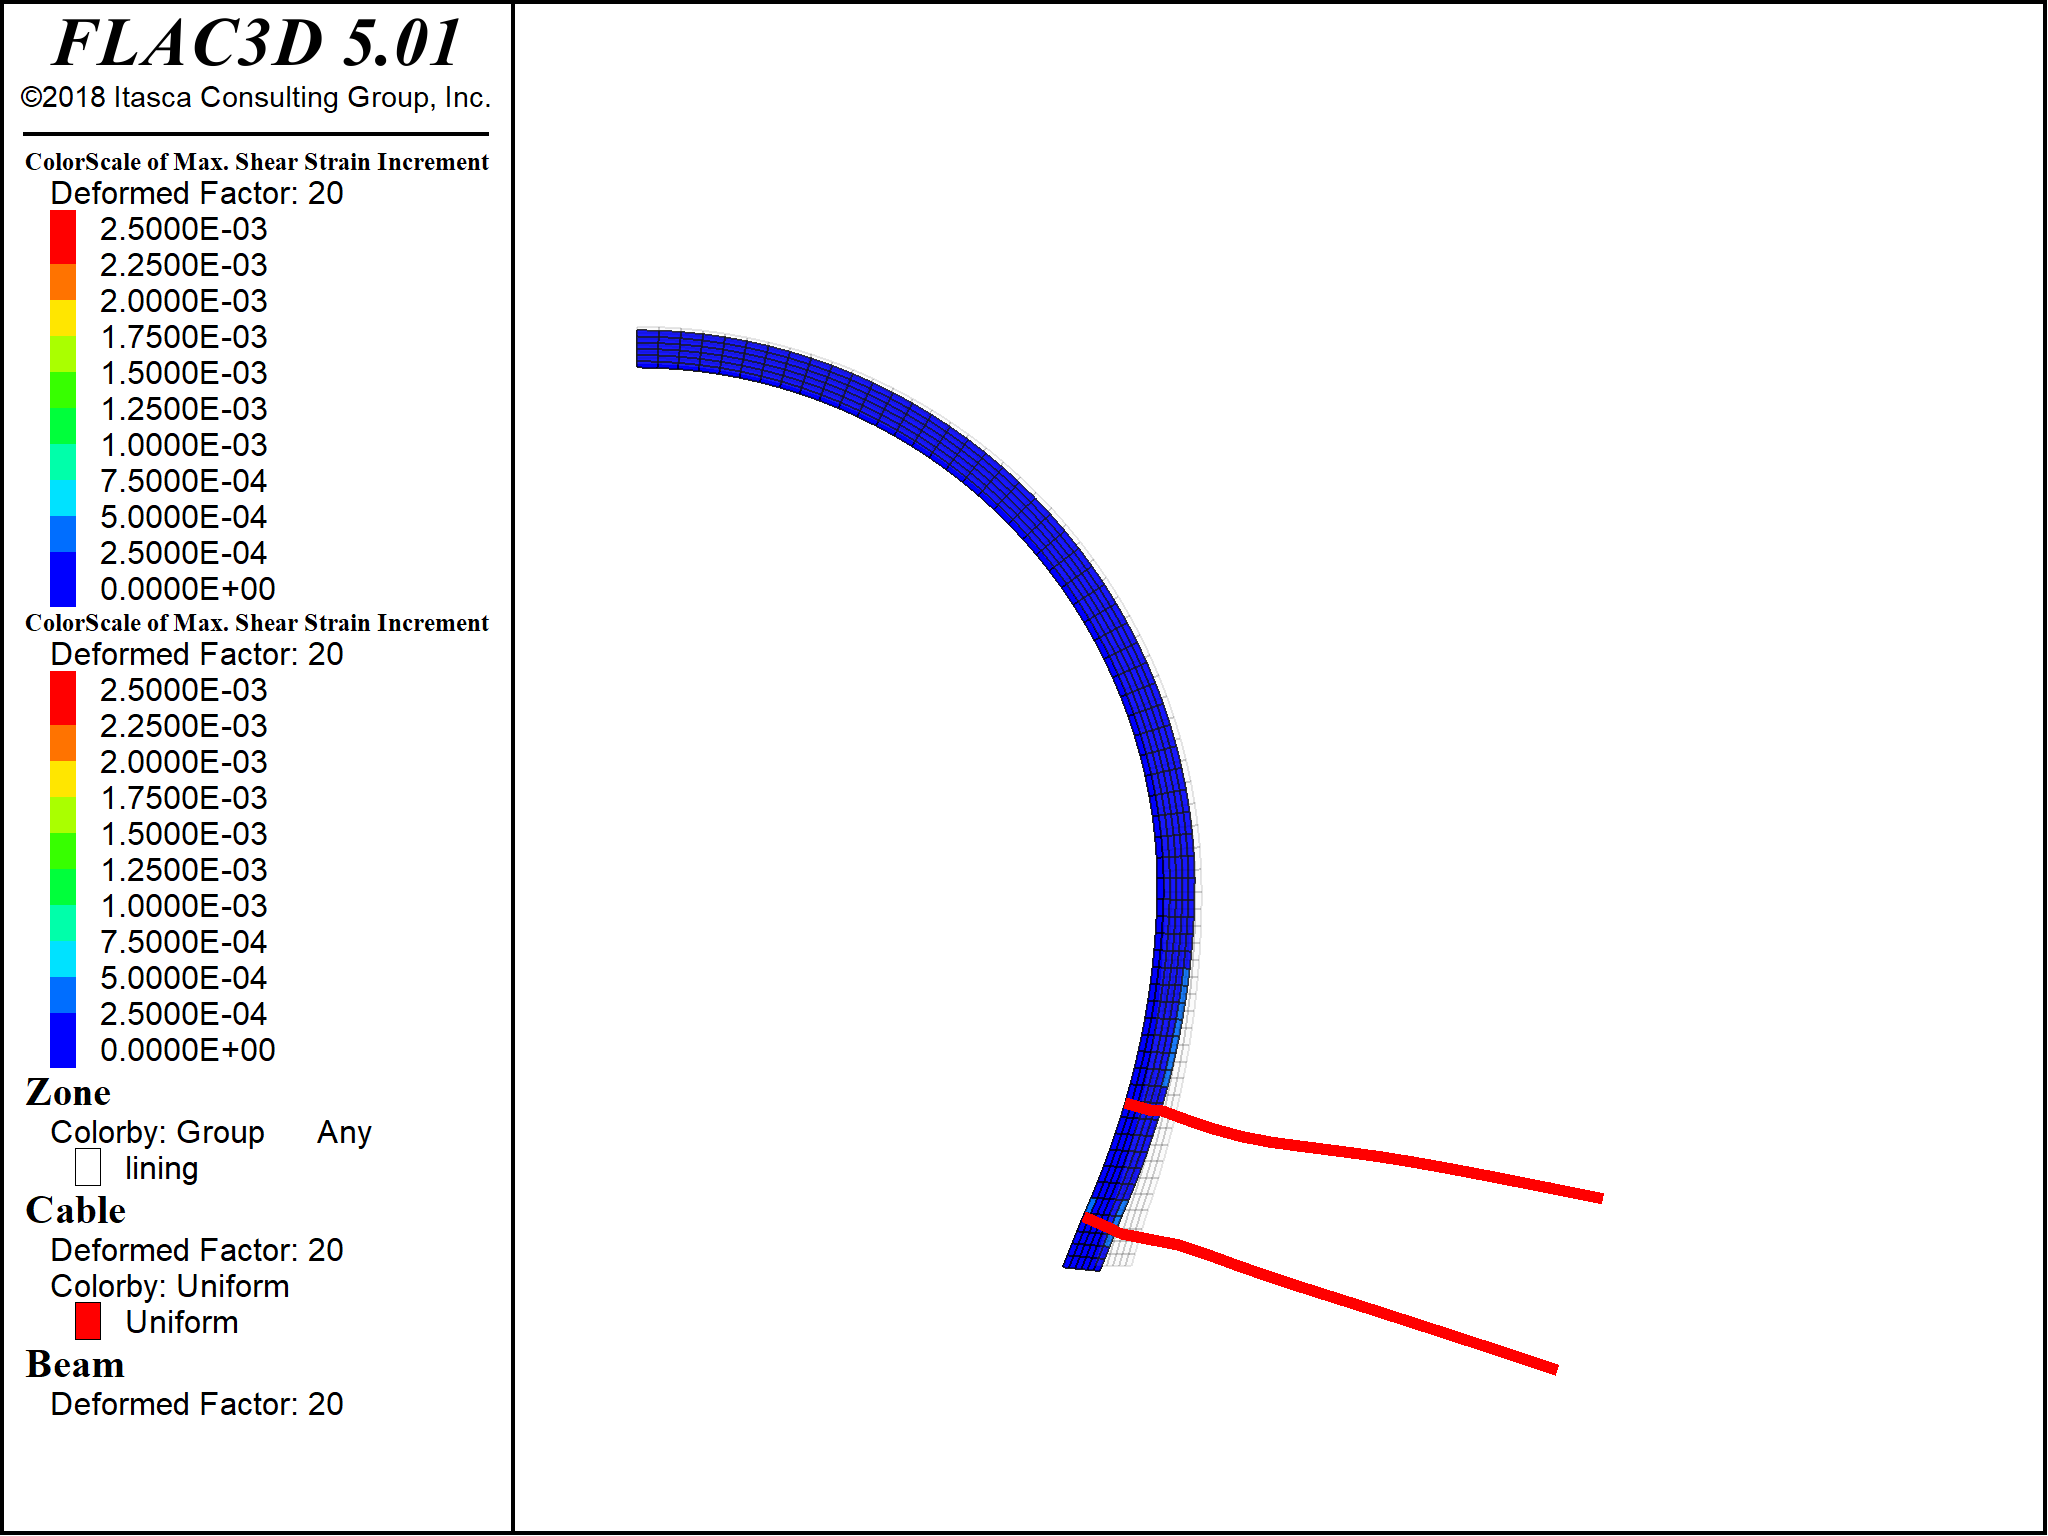 FLAC3D 5.01
©2018 Itasca Consulting Group, Inc.
ColorScale of Max. Shear Strain Increment
Deformed Factor: 20
2.5000E-03
2.2500E-03
2.0000E-03
1.7500E-03
1.5000E-03
1.2500E-03
1.0000E-03
7.5000E-04
5.0000E-04
2.5000E-04
0.0000E+00
ColorScale of Max. Shear Strain Increment
Deformed Factor: 20
2.5000E-03
2.2500E-03
2.0000E-03
1.7500E-03
1.5000E-03
1.2500E-03
1.0000E-03
7.5000E-04
5.0000E-04
2.5000E-04
0.0000E+00
Zone
Colorby: Group Any
lining
Cable
Deformed Factor: 20
Colorby: Uniform
Uniform
Beam
Deformed Factor: 20